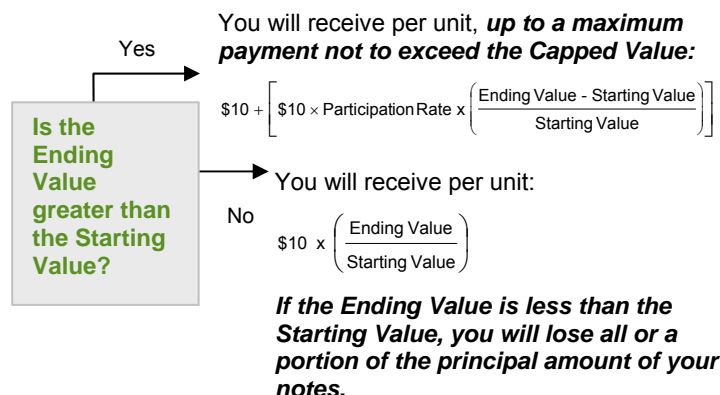 You will receive per unit, up to a maximum
payment not to exceed the Capped Value:
Yes
$10 + [ $10 × Participation Rate x ( Ending Value - Starting Value / Starting Value ) ]
Is the
Ending
Value
greater than
the Starting
Value?
You will receive per unit:
No
$10 x ( Ending Value / Starting Value )
If the Ending Value is less than the
Starting Value, you will lose all or a
portion of the principal amount of your
notes.